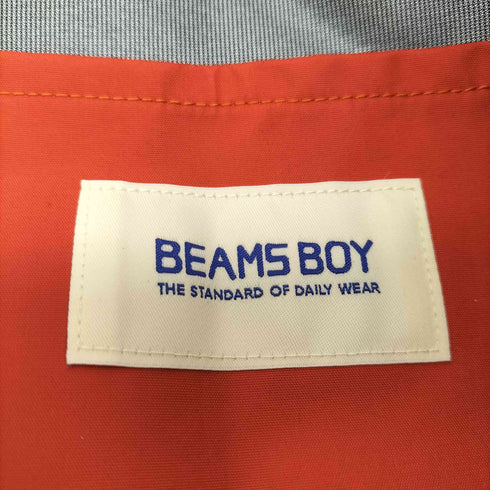 BEAMS BOY
THE STANDARD OF DAILY WEAR